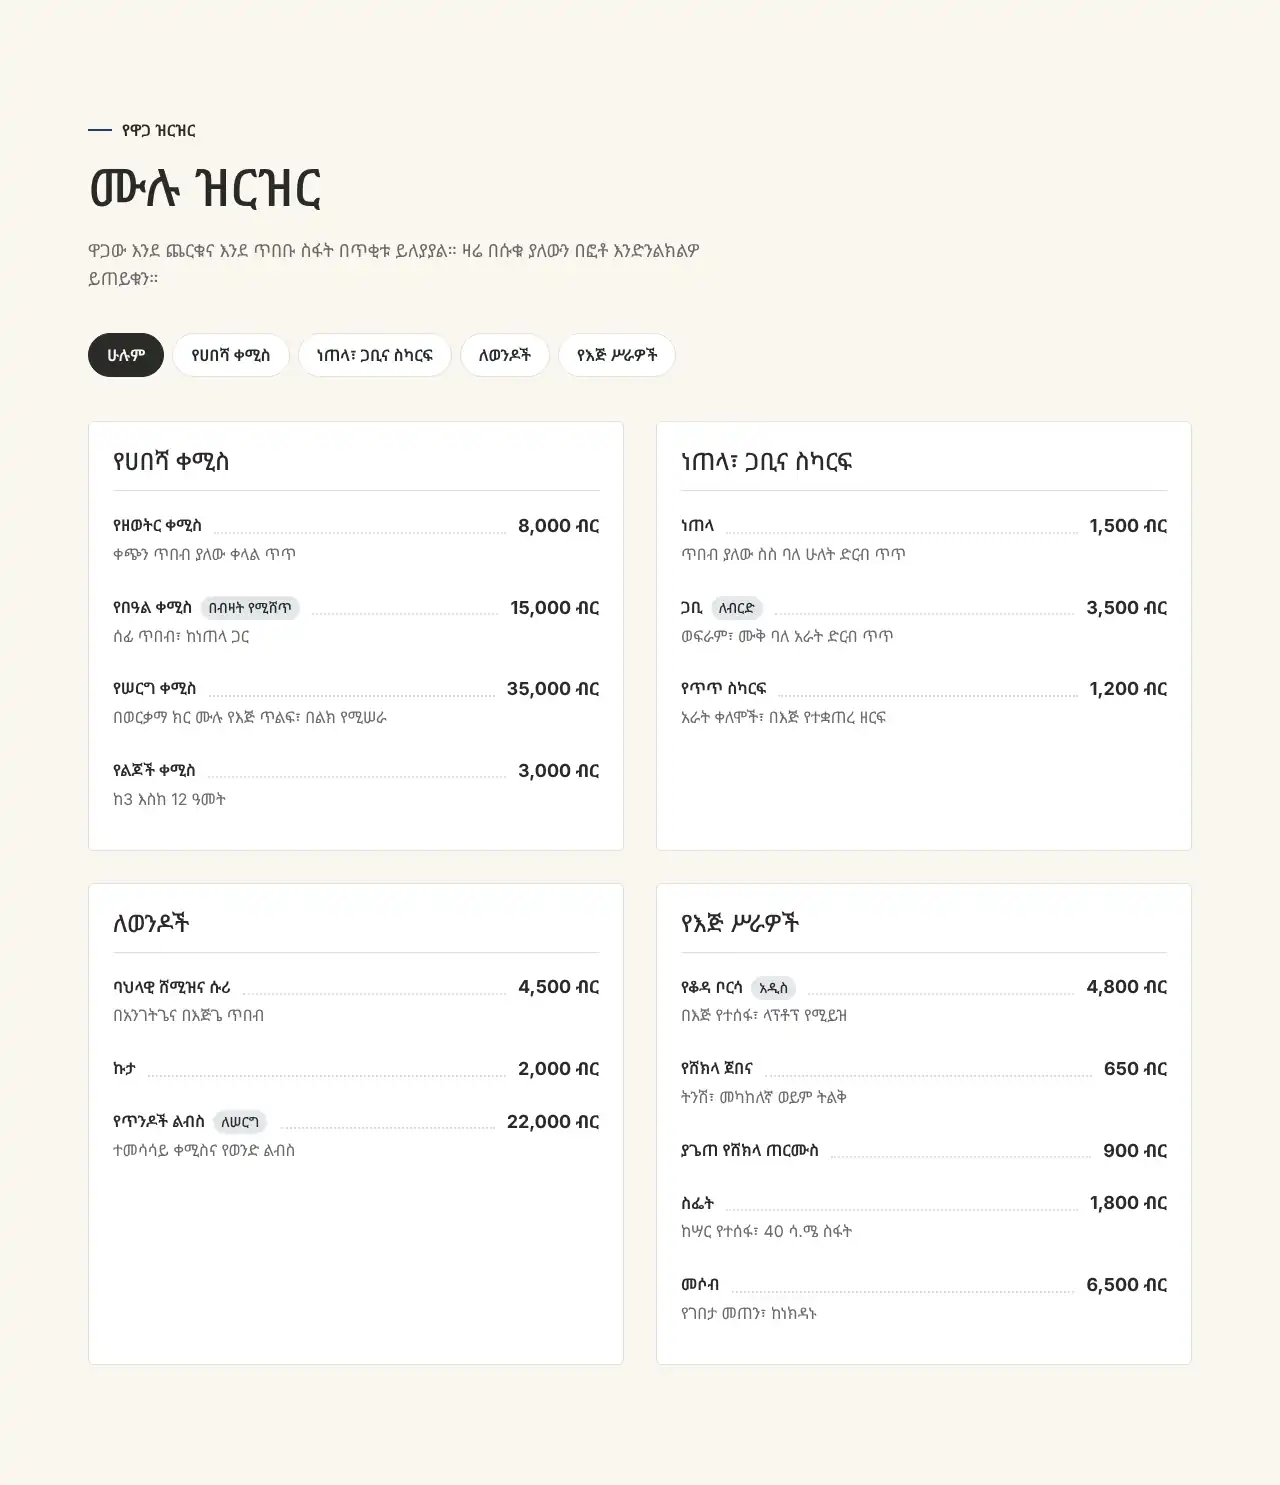 የዋጋ ዝርዝር
ሙሉ ዝርዝር
ዋጋው እንደ ጨርቁና እንደ ጥበቡ ስፋት በጥቂቱ ይለያያል። ዛሬ በሱቁ ያለውን በፎቶ እንድንልክልዎ
ይጠይቁን።
ሁሉም
የሀበሻ ቀሚስ
ነጠላ፣ ጋቢና ስካርፍ
ለወንዶች
የእጅ ሥራዎች
የሀበሻ ቀሚስ
የዘወትር ቀሚስ 8,000 ብር
ቀጭን ጥበብ ያለው ቀላል ጥጥ
የበዓል ቀሚስ በብዛት የሚሸጥ 15,000 ብር
ሰፊ ጥበብ፣ ከነጠላ ጋር
የሠርግ ቀሚስ 35,000 ብር
በወርቃማ ክር ሙሉ የእጅ ጥልፍ፣ በልክ የሚሠራ
የልጆች ቀሚስ 3,000 ብር
ከ3 እስከ 12 ዓመት
ነጠላ፣ ጋቢና ስካርፍ
ነጠላ 1,500 ብር
ጥበብ ያለው ስስ ባለ ሁለት ድርብ ጥጥ
ጋቢ ለብርድ 3,500 ብር
ወፍራም፣ ሙቅ ባለ አራት ድርብ ጥጥ
የጥጥ ስካርፍ 1,200 ብር
አራት ቀለሞች፣ በእጅ የተቋጠረ ዘርፍ
ለወንዶች
ባህላዊ ሸሚዝና ሱሪ 4,500 ብር
በአንገትጌና በእጅጌ ጥበብ
ኩታ 2,000 ብር
የጥንዶች ልብስ ለሠርግ 22,000 ብር
ተመሳሳይ ቀሚስና የወንድ ልብስ
የእጅ ሥራዎች
የቆዳ ቦርሳ አዲስ 4,800 ብር
በእጅ የተሰፋ፣ ላፕቶፕ የሚይዝ
የሸክላ ጀበና 650 ብር
ትንሽ፣ መካከለኛ ወይም ትልቅ
ያጌጠ የሸክላ ጠርሙስ 900 ብር
ስፌት 1,800 ብር
ከሣር የተሰፋ፣ 40 ሳ.ሜ ስፋት
መሶብ 6,500 ብር
የገበታ መጠን፣ ከነክዳኑ